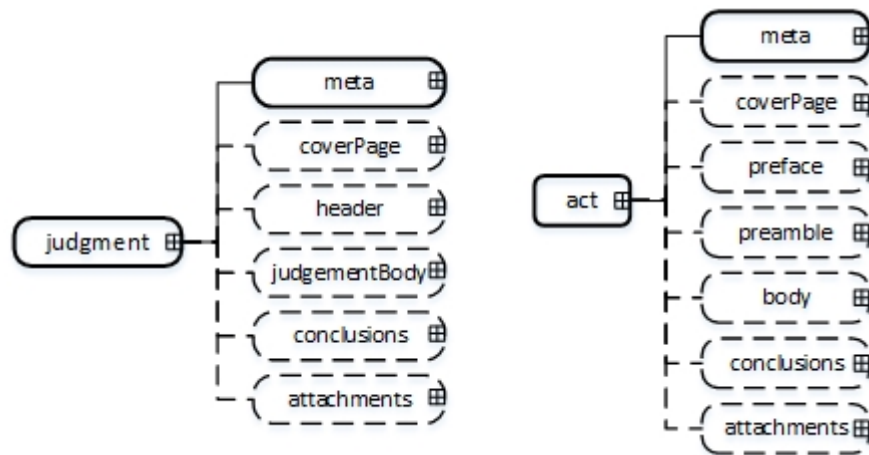 meta
coverPage
header
judgment
judgementBody
conclusions
attachments
meta
coverPage
preface
act
preamble
body
conclusions
attachments